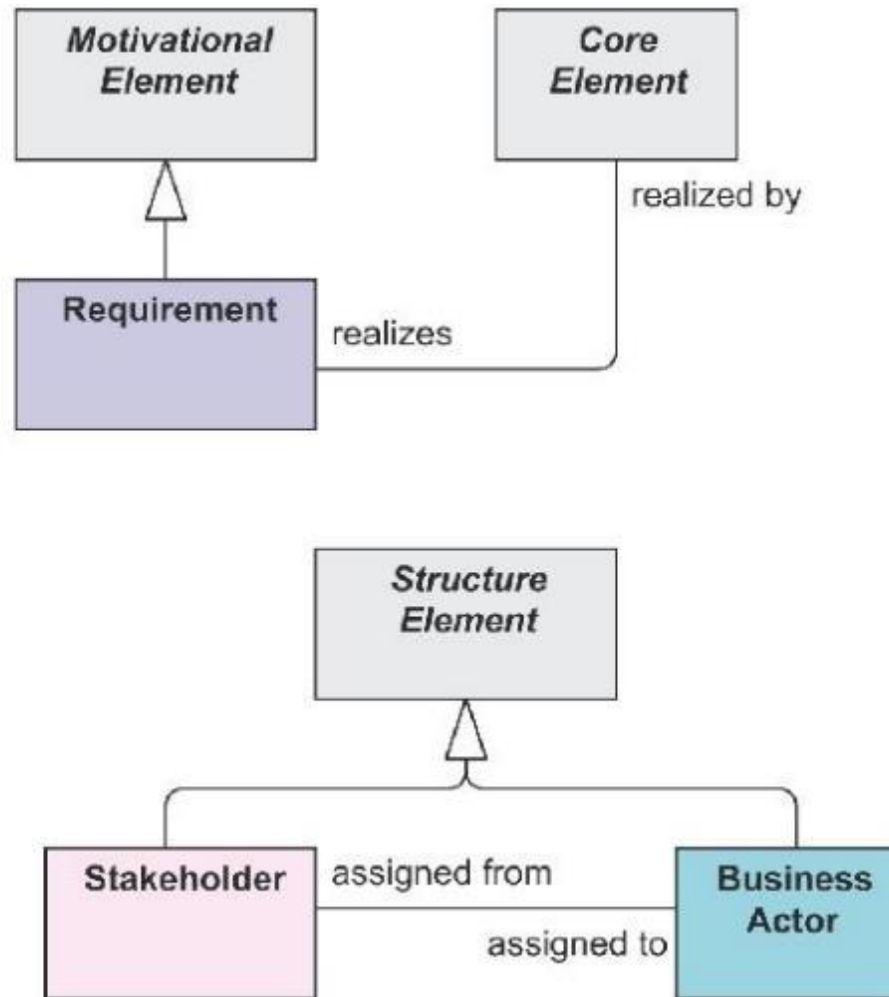 Motivational
Element
Core
Element
realized by
Requirement
realizes
Structure
Element
Stakeholder
assigned from
Business
Actor
assigned to